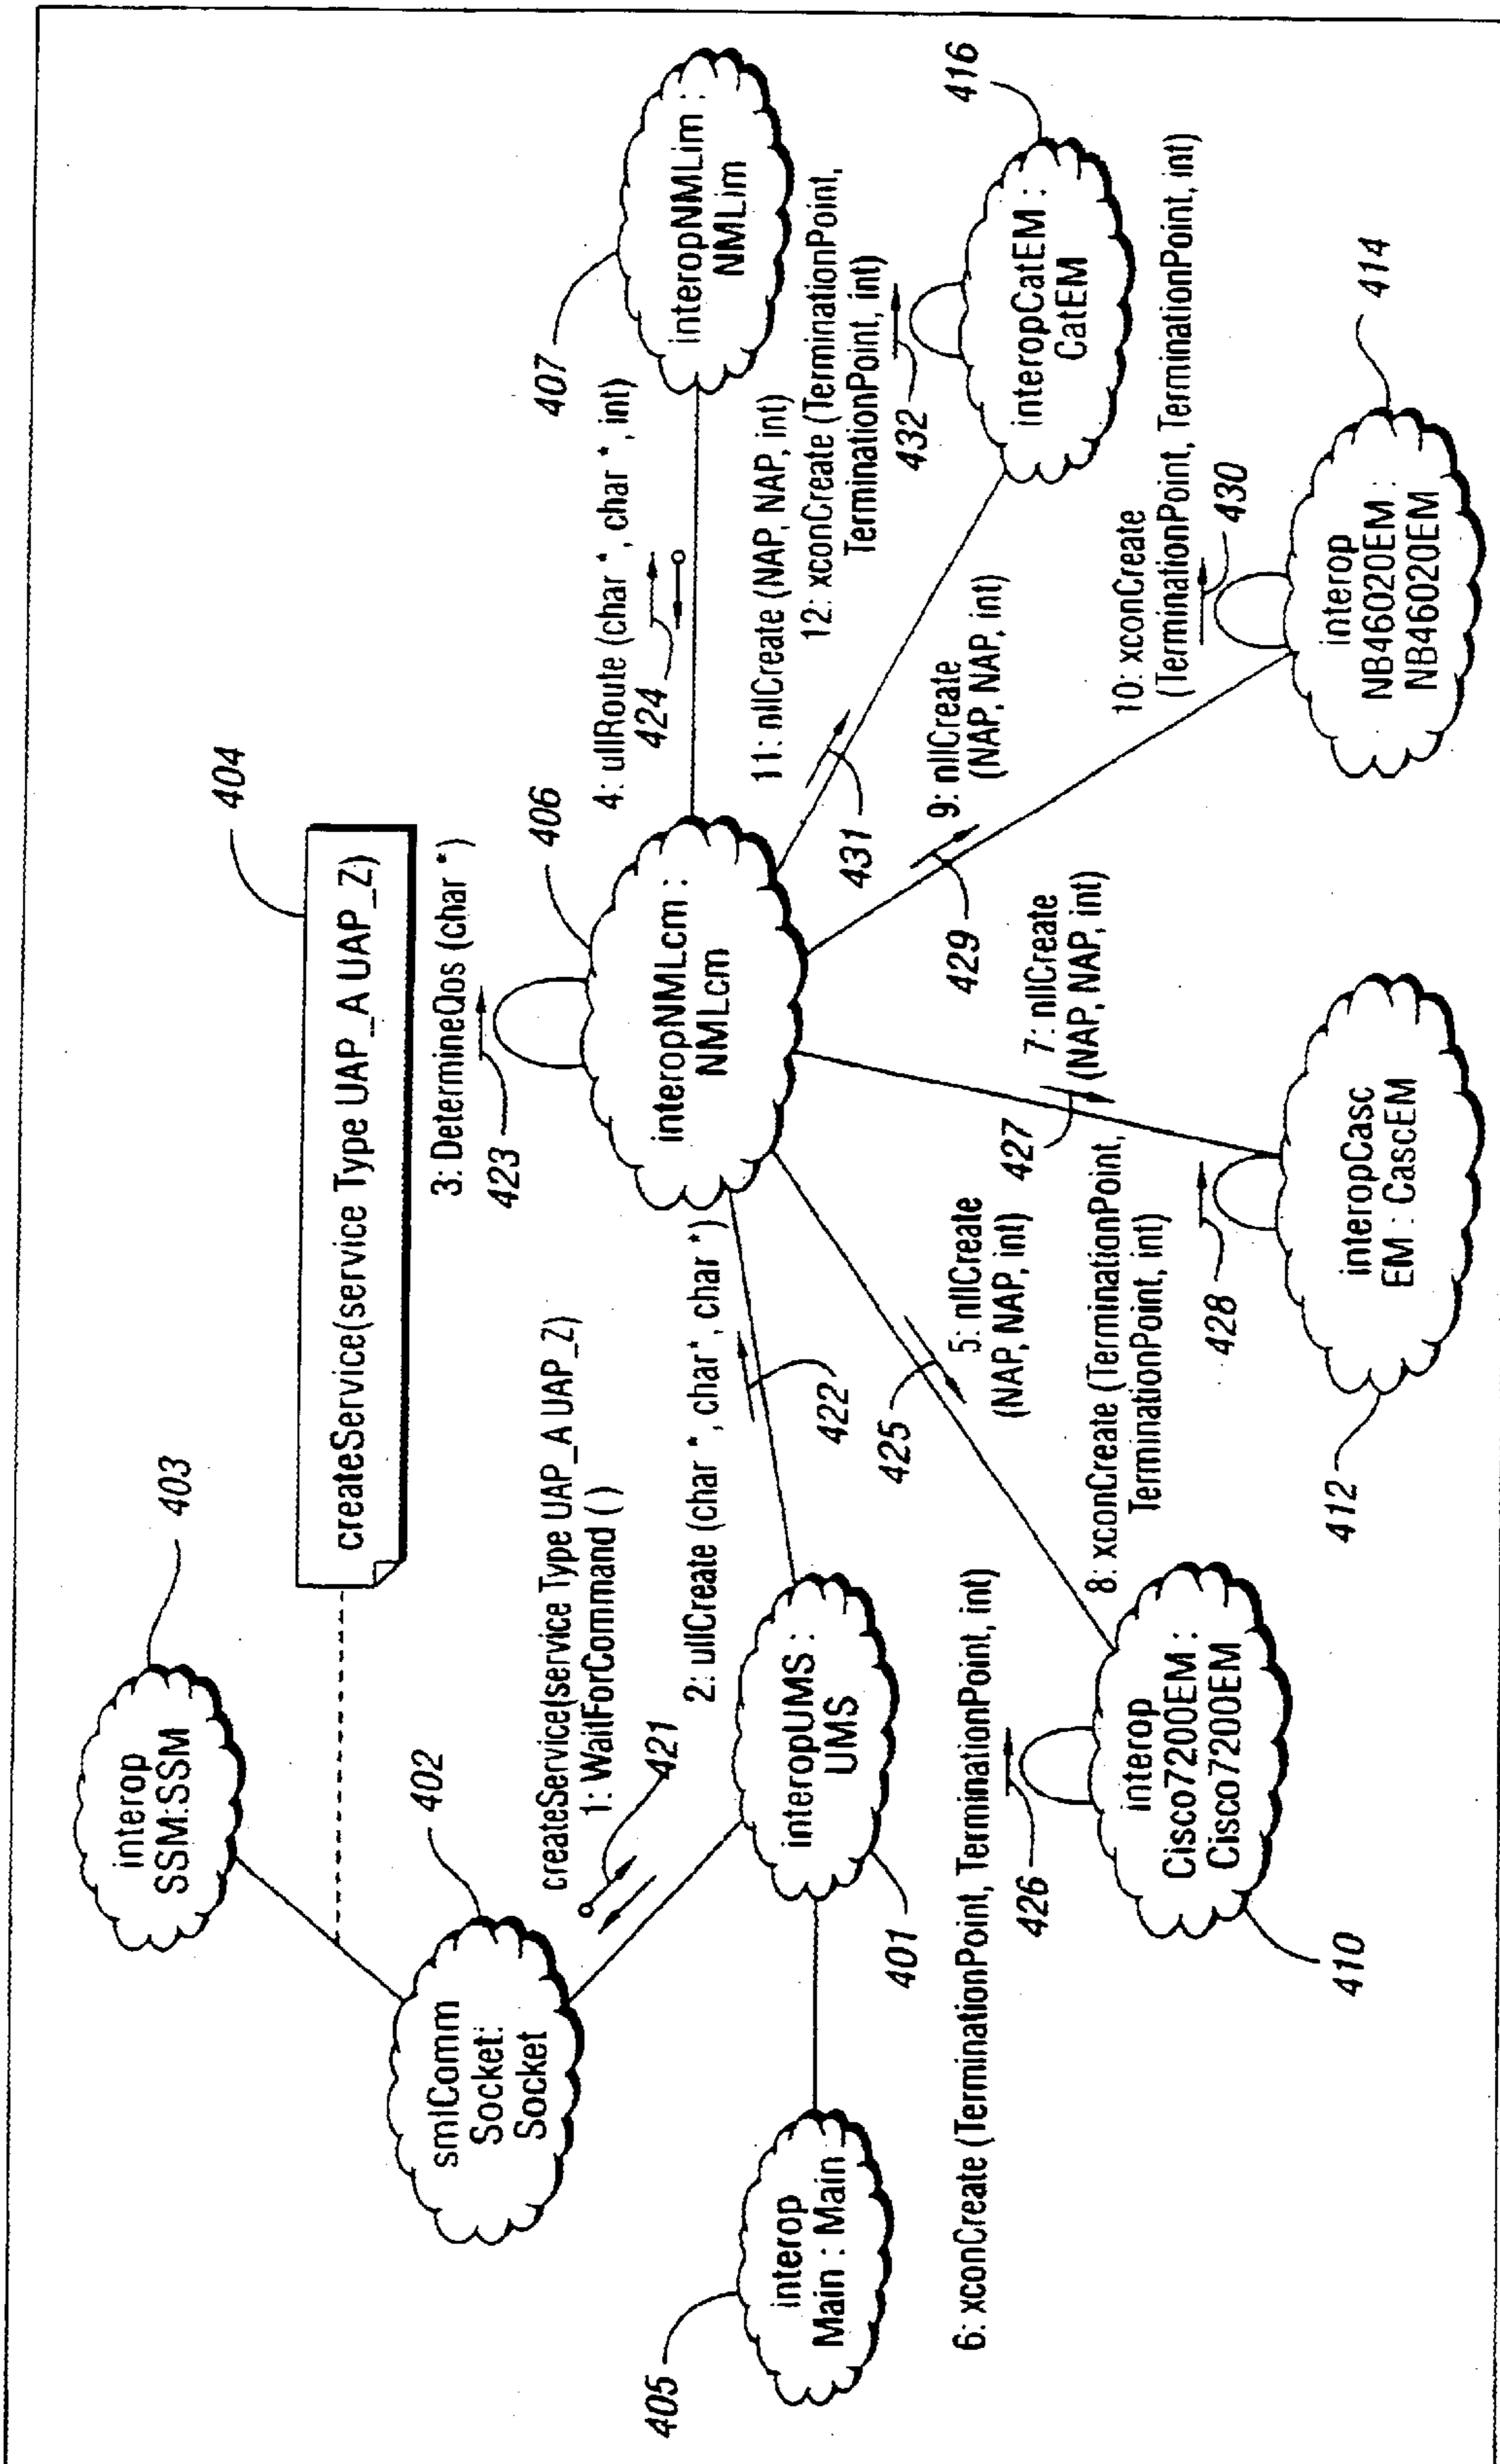 interop
SSM:SSM
403
404
createService(service Type UAP_A UAP_Z)
smlComm
Socket:
Socket
402
createService(service Type UAP_A UAP_Z)
1: WaitForCommand ( )
421
3: DetermineQos (char *)
423
406
interopNMLcm :
NMLcm
4: ullRoute (char *, char *, int)
424
407
interopNMLim :
NMLim
2: ullCreate (char *, char*, char *)
422
interop
Main : Main
405
interopUMS :
UMS
401
11: nllCreate (NAP, NAP, int)
431
12: xconCreate (TerminationPoint,
TerminationPoint, int)
432
416
interopCatEM :
CatEM
9: nllCreate
(NAP, NAP, int)
429
5: nllCreate
(NAP, NAP, int)
425
7: nllCreate
(NAP, NAP, int)
427
6: xconCreate (TerminationPoint, TerminationPoint, int)
426
interop
Cisco7200EM :
Cisco7200EM
410
8: xconCreate (TerminationPoint,
TerminationPoint, int)
428
interopCasc
EM : CascEM
412
10: xconCreate
(TerminationPoint, TerminationPoint, int)
430
interop
NB46020EM :
NB46020EM
414